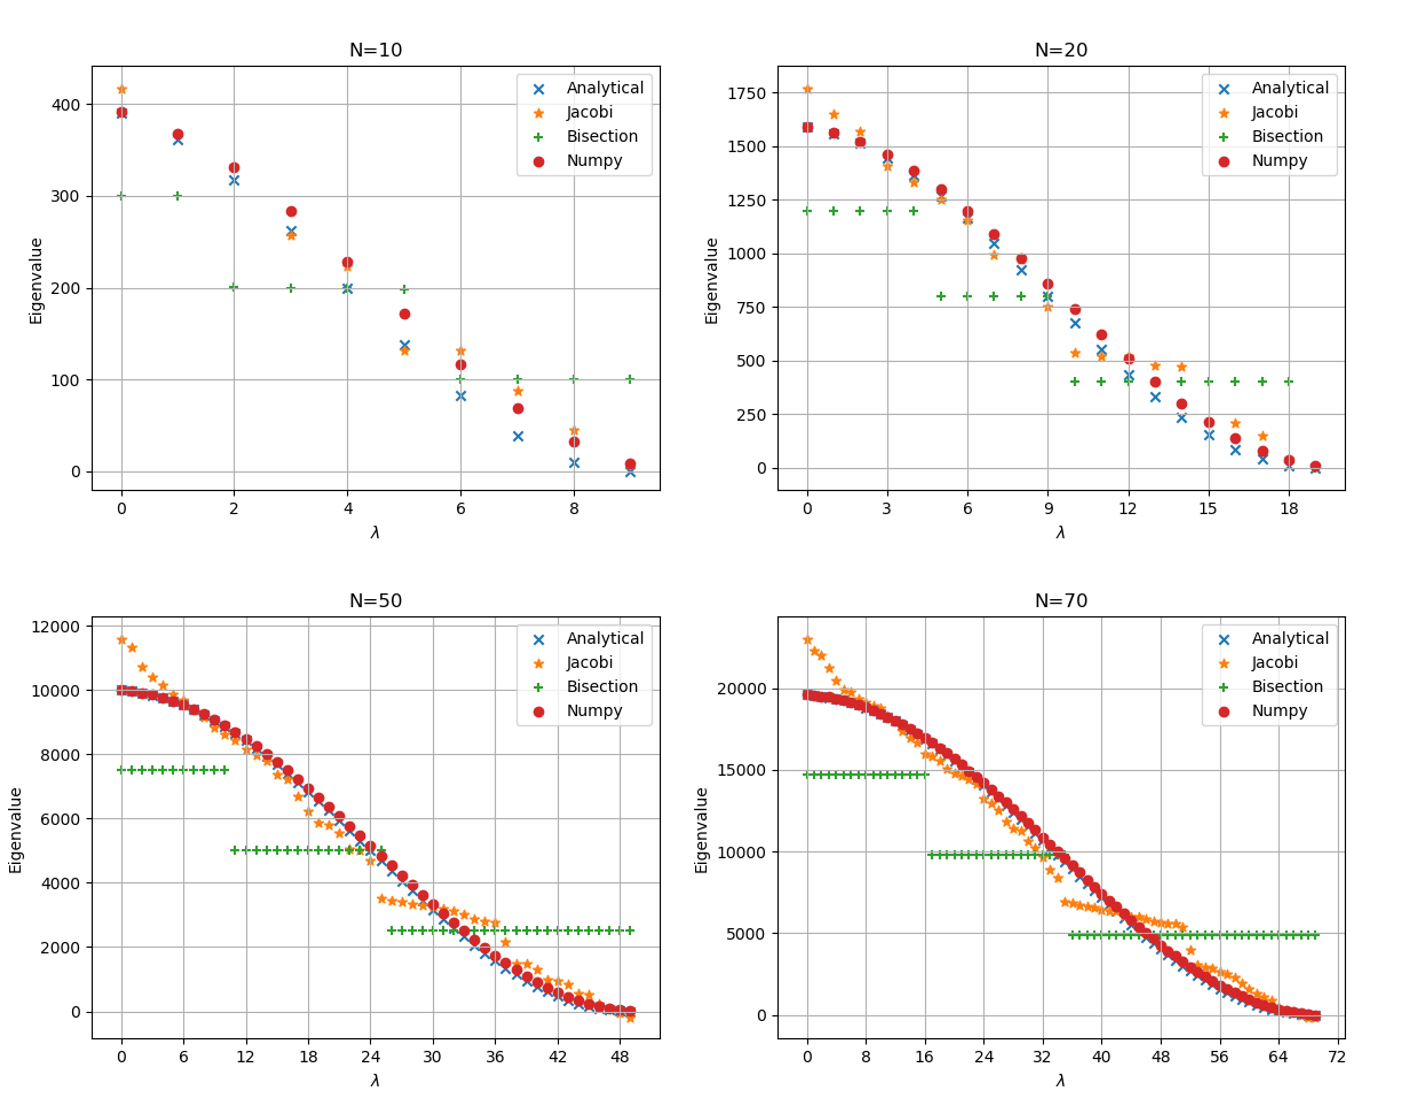 N=10
Eigenvalue
400
300
200
100
0
Analytical
Jacobi
Bisection
Numpy
0 2 4 6 8
λ
N=20
Eigenvalue
1750
1500
1250
1000
750
500
250
0
Analytical
Jacobi
Bisection
Numpy
0 3 6 9 12 15 18
λ
N=50
Eigenvalue
12000
10000
8000
6000
4000
2000
0
Analytical
Jacobi
Bisection
Numpy
0 6 12 18 24 30 36 42 48
λ
N=70
Eigenvalue
20000
15000
10000
5000
0
Analytical
Jacobi
Bisection
Numpy
0 8 16 24 32 40 48 56 64 72
λ